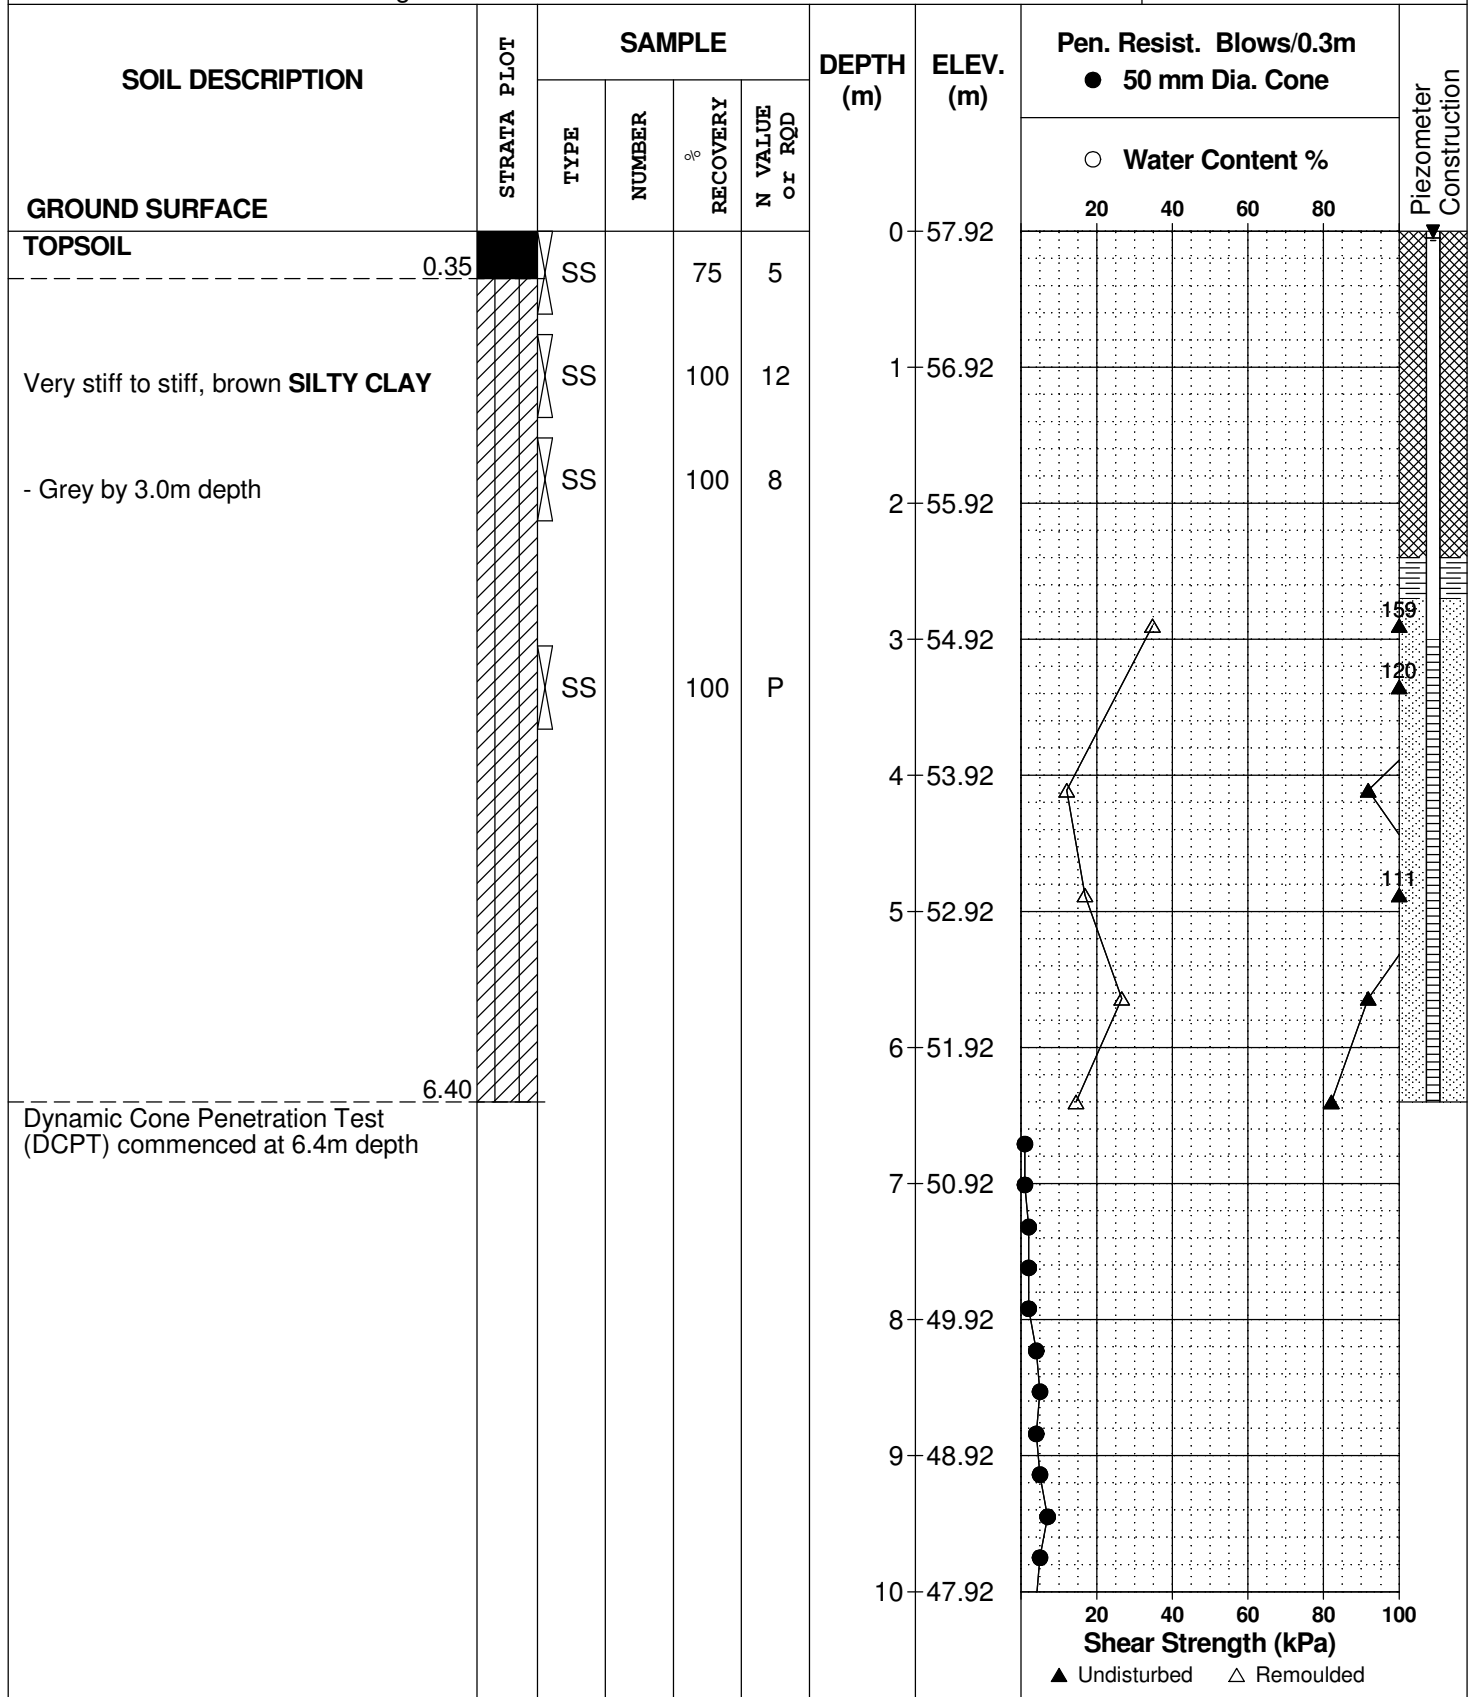 SOIL DESCRIPTION
GROUND SURFACE
STRATA PLOT
SAMPLE
TYPE
NUMBER
% RECOVERY
N VALUE or RQD
DEPTH (m)
ELEV. (m)
Pen. Resist. Blows/0.3m
● 50 mm Dia. Cone
○ Water Content %
20 40 60 80
Piezometer Construction
TOPSOIL
0.35
SS 75 5
0 57.92
Very stiff to stiff, brown SILTY CLAY
SS 100 12
1 56.92
- Grey by 3.0m depth
SS 100 8
2 55.92
159
3 54.92
SS 100 P
120
4 53.92
111
5 52.92
6 51.92
6.40
Dynamic Cone Penetration Test
(DCPT) commenced at 6.4m depth
7 50.92
8 49.92
9 48.92
10 47.92
20 40 60 80 100
Shear Strength (kPa)
▲ Undisturbed △ Remoulded